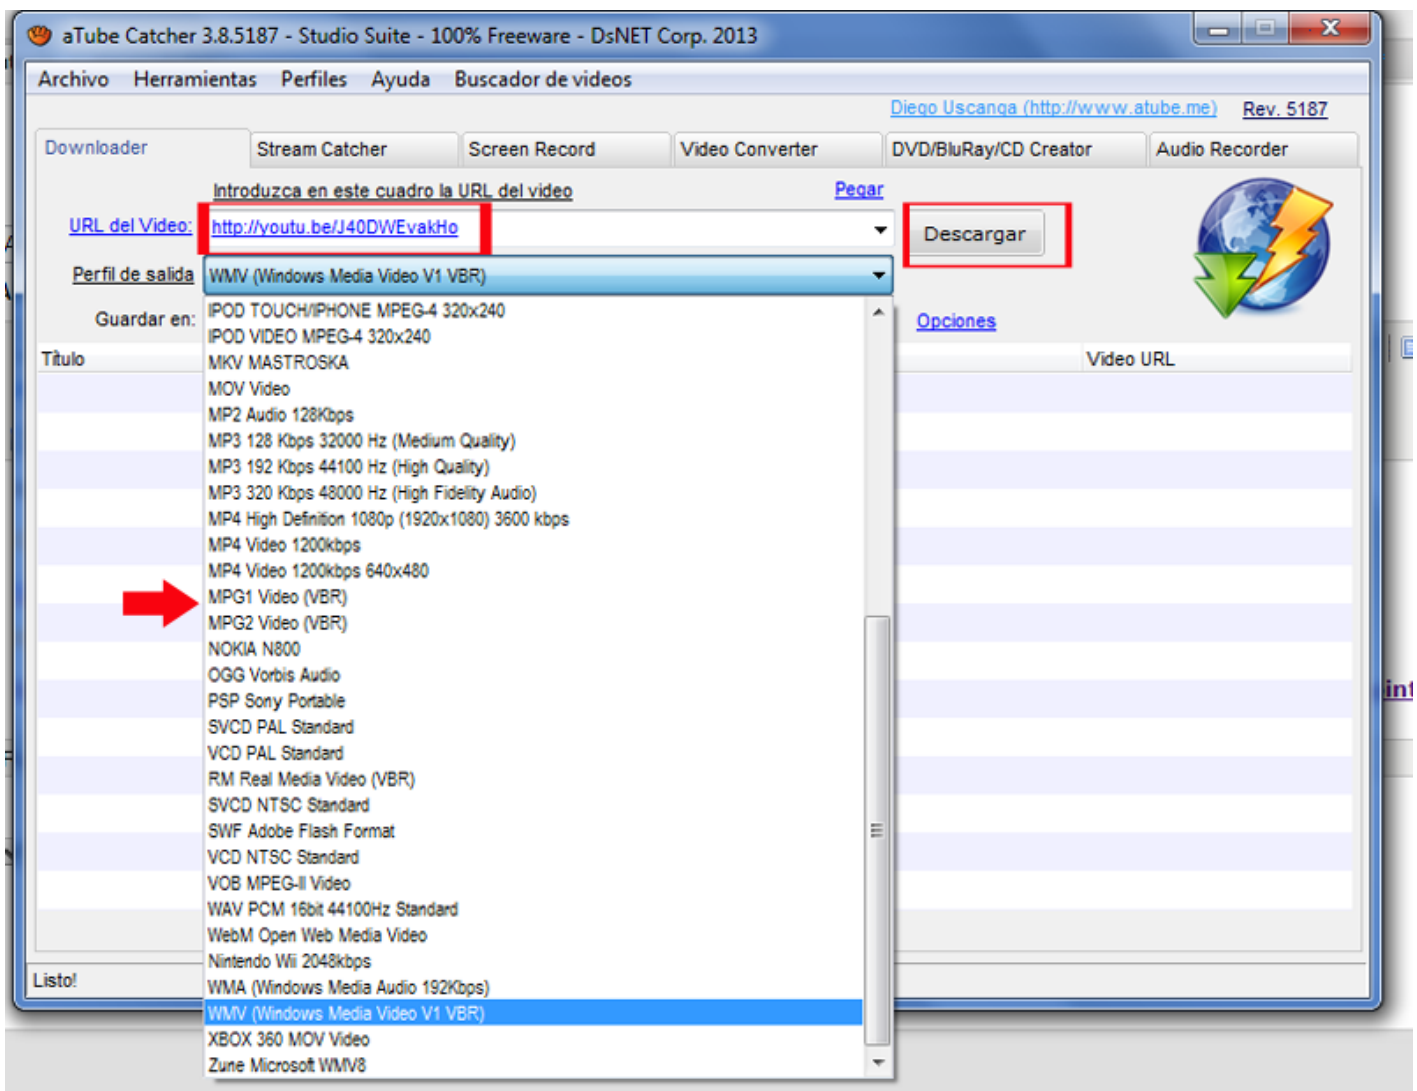 aTube Catcher 3.8.5187 - Studio Suite - 100% Freeware - DsNET Corp. 2013
Archivo Herramientas Perfiles Ayuda Buscador de videos
Diego Uscanga (http://www.atube.me) Rev. 5187
Downloader Stream Catcher Screen Record Video Converter DVD/BluRay/CD Creator Audio Recorder
Introduzca en este cuadro la URL del video Pegar
URL del Video: http://youtu.be/J40DWEvakHo Descargar
Perfil de salida WMV (Windows Media Video V1 VBR)
Guardar en: Opciones
Título Video URL
IPOD TOUCH/IPHONE MPEG-4 320x240
IPOD VIDEO MPEG-4 320x240
MKV MASTROSKA
MOV Video
MP2 Audio 128Kbps
MP3 128 Kbps 32000 Hz (Medium Quality)
MP3 192 Kbps 44100 Hz (High Quality)
MP3 320 Kbps 48000 Hz (High Fidelity Audio)
MP4 High Definition 1080p (1920x1080) 3600 kbps
MP4 Video 1200kbps
MP4 Video 1200kbps 640x480
MPG1 Video (VBR)
MPG2 Video (VBR)
NOKIA N800
OGG Vorbis Audio
PSP Sony Portable
SVCD PAL Standard
VCD PAL Standard
RM Real Media Video (VBR)
SVCD NTSC Standard
SWF Adobe Flash Format
VCD NTSC Standard
VOB MPEG-II Video
WAV PCM 16bit 44100Hz Standard
WebM Open Web Media Video
Nintendo Wii 2048kbps
WMA (Windows Media Audio 192Kbps)
WMV (Windows Media Video V1 VBR)
XBOX 360 MOV Video
Zune Microsoft WMV8
Listo!